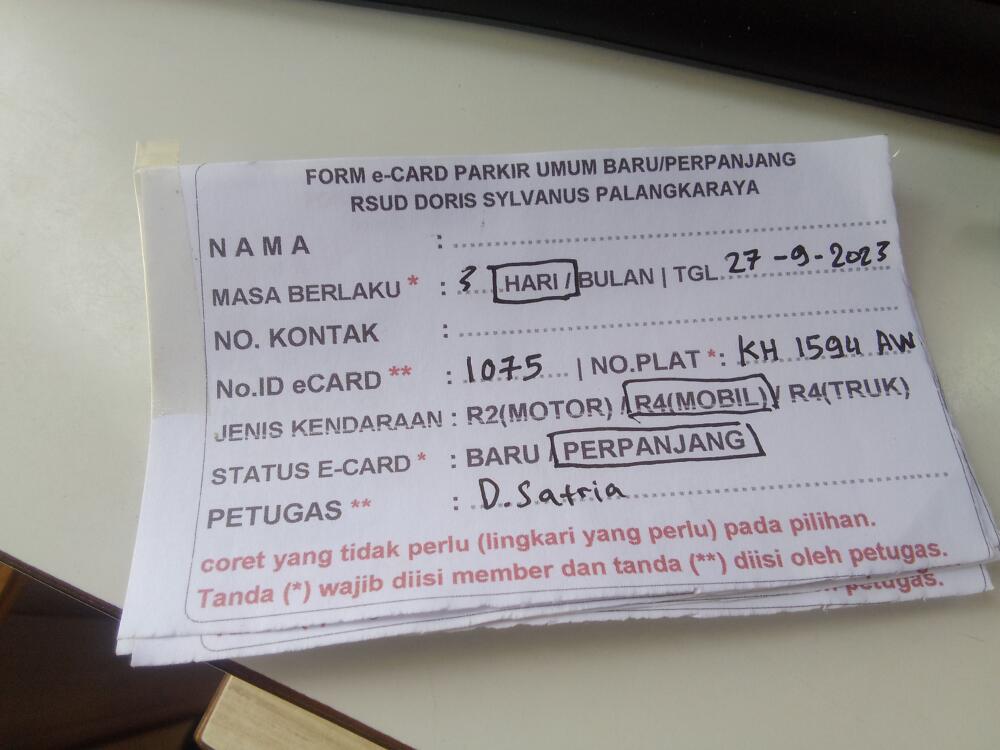 FORM e-CARD PARKIR UMUM BARU/PERPANJANG
RSUD DORIS SYLVANUS PALANGKARAYA
N A M A :
MASA BERLAKU * : 3 HARI / BULAN | TGL 27 - 9 - 2023
NO. KONTAK :
No.ID eCARD ** : 1075 | NO.PLAT *: KH 1594 AW
JENIS KENDARAAN : R2(MOTOR) / R4(MOBIL) / R4(TRUK)
STATUS E-CARD * : BARU / PERPANJANG
PETUGAS ** : D. Satria
coret yang tidak perlu (lingkari yang perlu) pada pilihan.
Tanda (*) wajib diisi member dan tanda (**) diisi oleh petugas.
petugas.